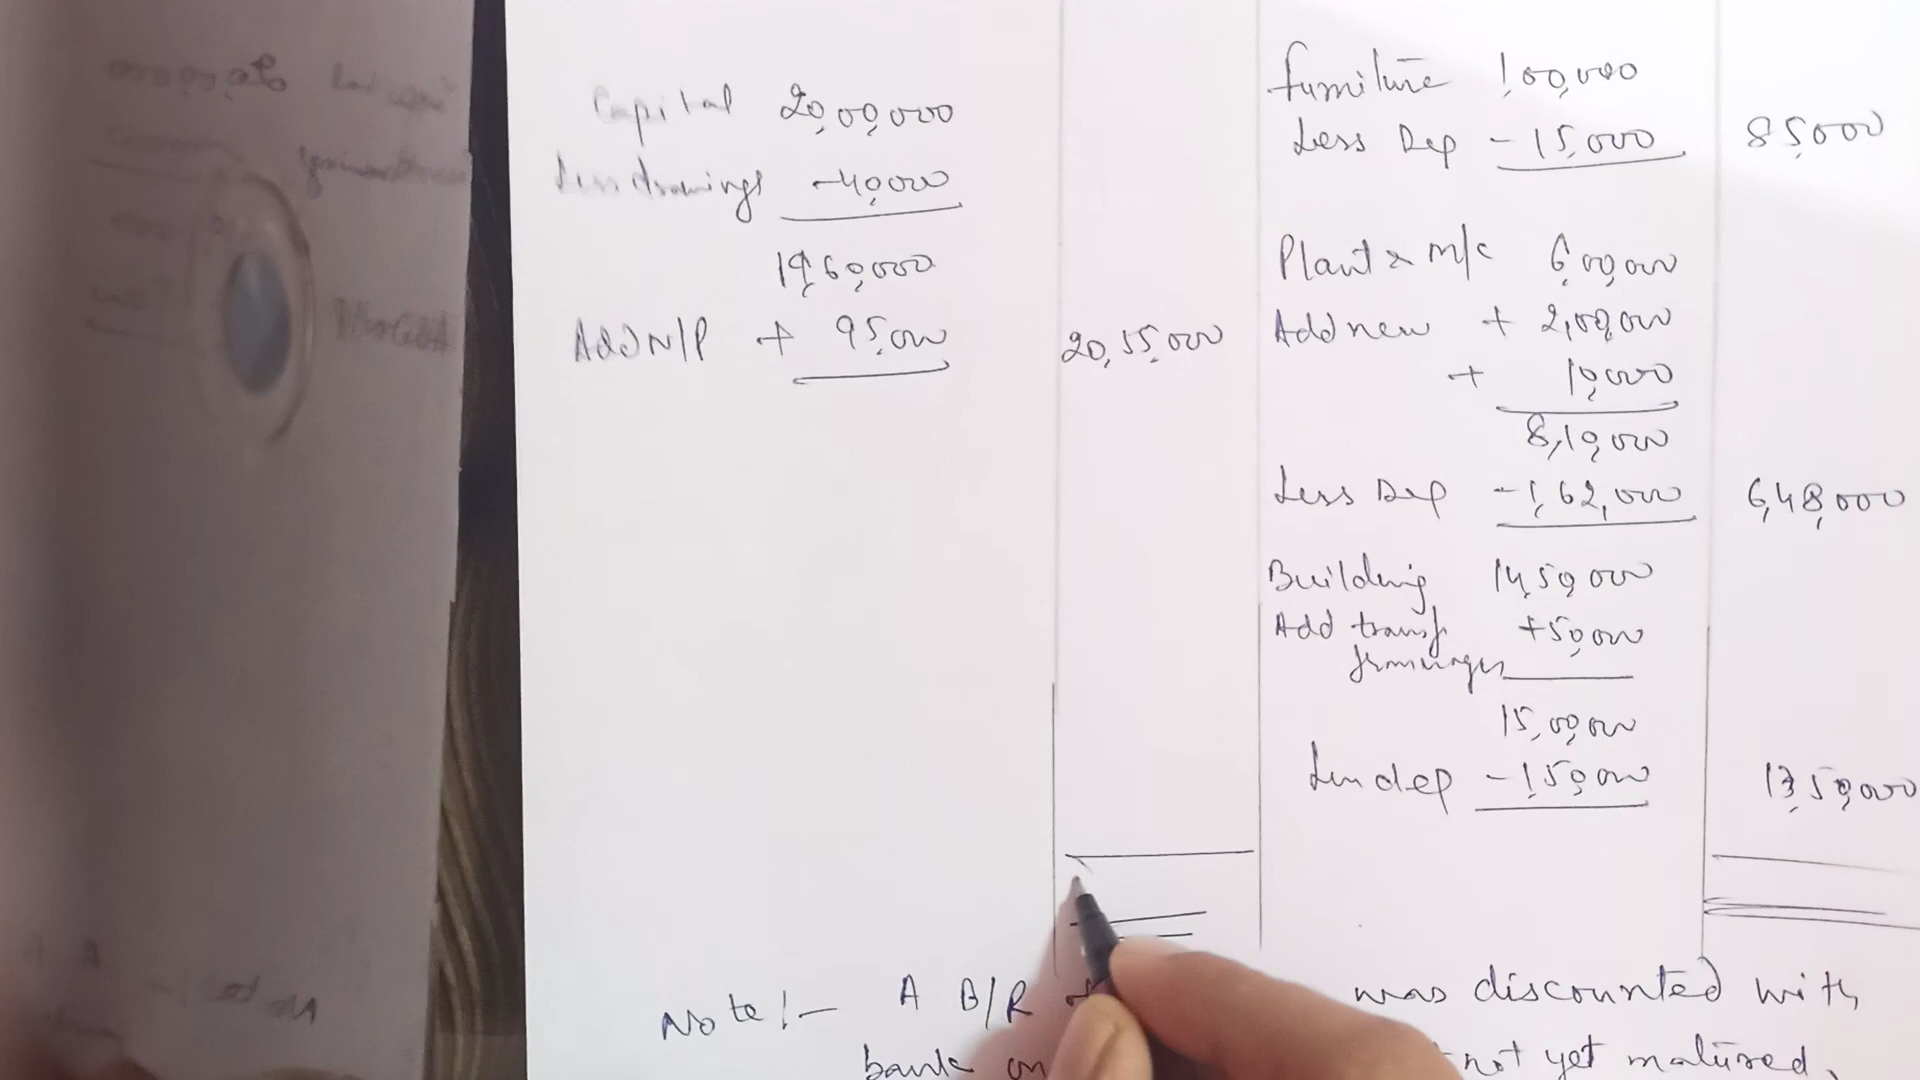 Capital 20,00,000
Less drawings -40,000
19,60,000
Add N/P + 95,000 20,55,000
furniture 1,00,000
Less Dep - 15,000 85,000
Plant & m/c 6,00,000
Add new + 2,00,000
+ 10,000
8,10,000
Less Dep - 1,62,000 6,48,000
Building 14,50,000
Add transf +50,000
15,00,000
Less dep - 1,50,000 13,50,000
Note :- A B/R was discounted with
bank on not yet matured.